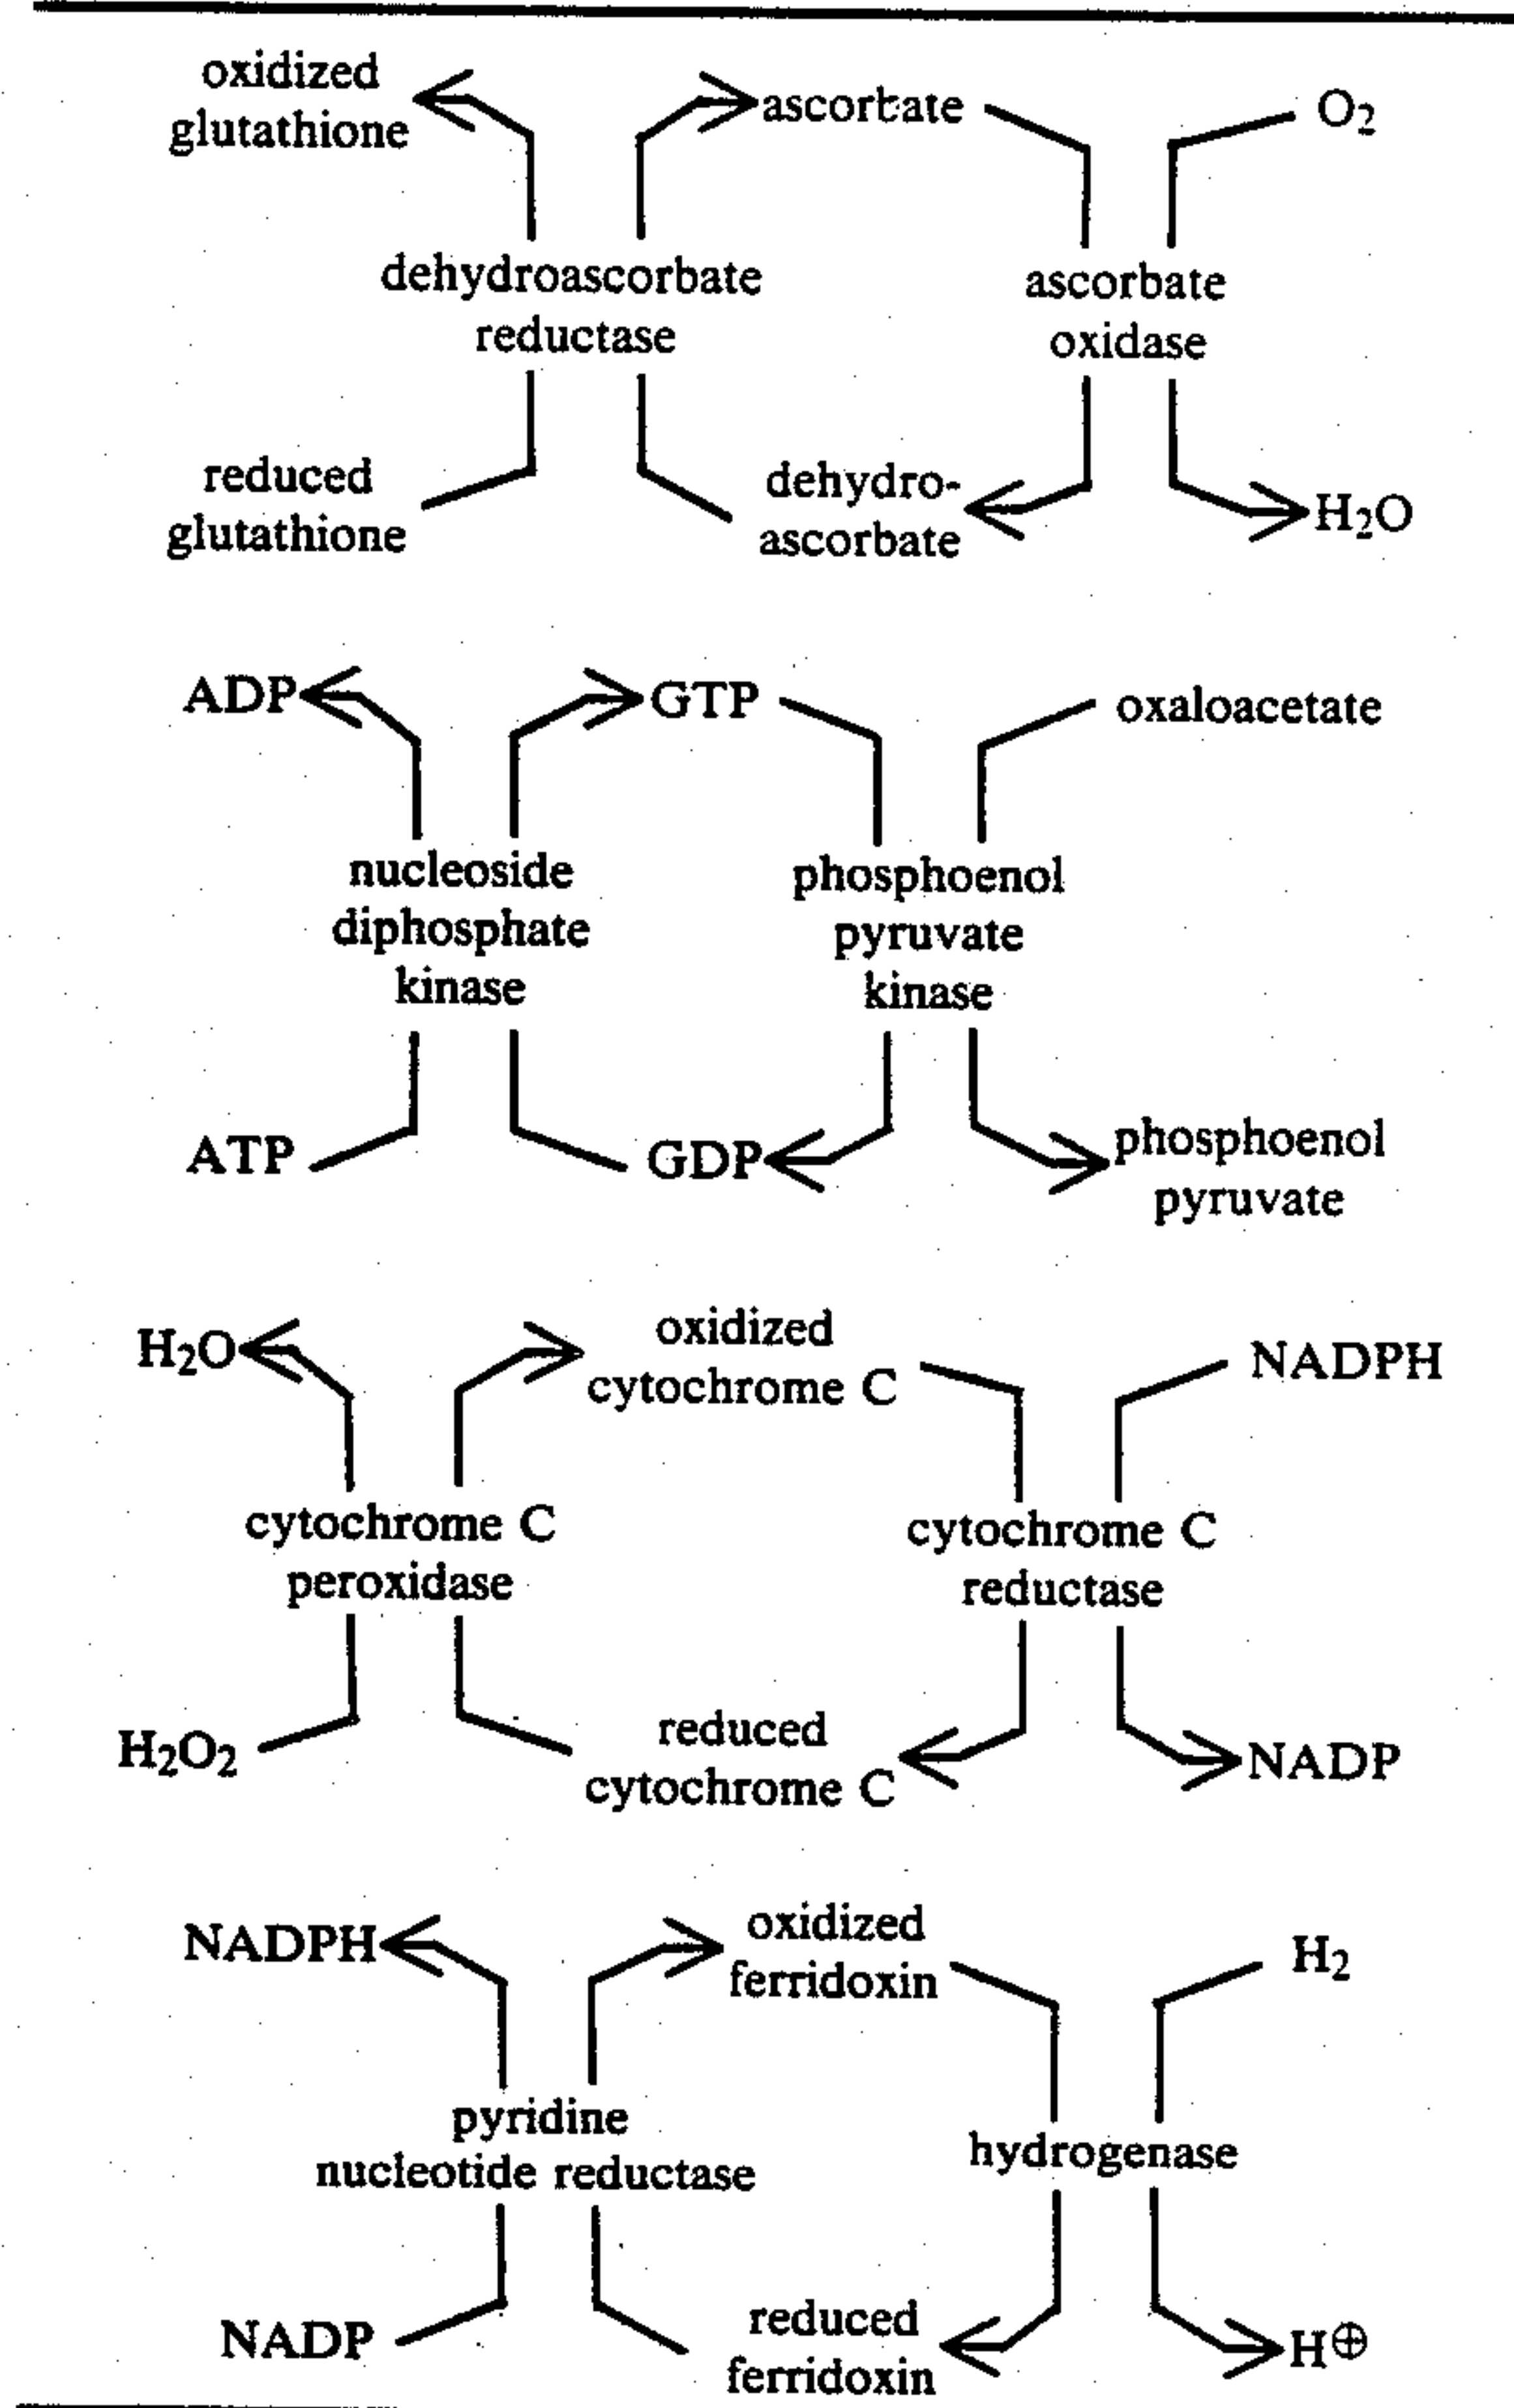 oxidized
glutathione
ascorbate
O₂
dehydroascorbate
reductase
ascorbate
oxidase
reduced
glutathione
dehydro-
ascorbate
H₂O
ADP
GTP
oxaloacetate
nucleoside
diphosphate
kinase
phosphoenol
pyruvate
kinase
ATP
GDP
phosphoenol
pyruvate
H₂O
oxidized
cytochrome C
NADPH
cytochrome C
peroxidase
cytochrome C
reductase
H₂O₂
reduced
cytochrome C
NADP
NADPH
oxidized
ferridoxin
H₂
pyridine
nucleotide reductase
hydrogenase
NADP
reduced
ferridoxin
H⊕